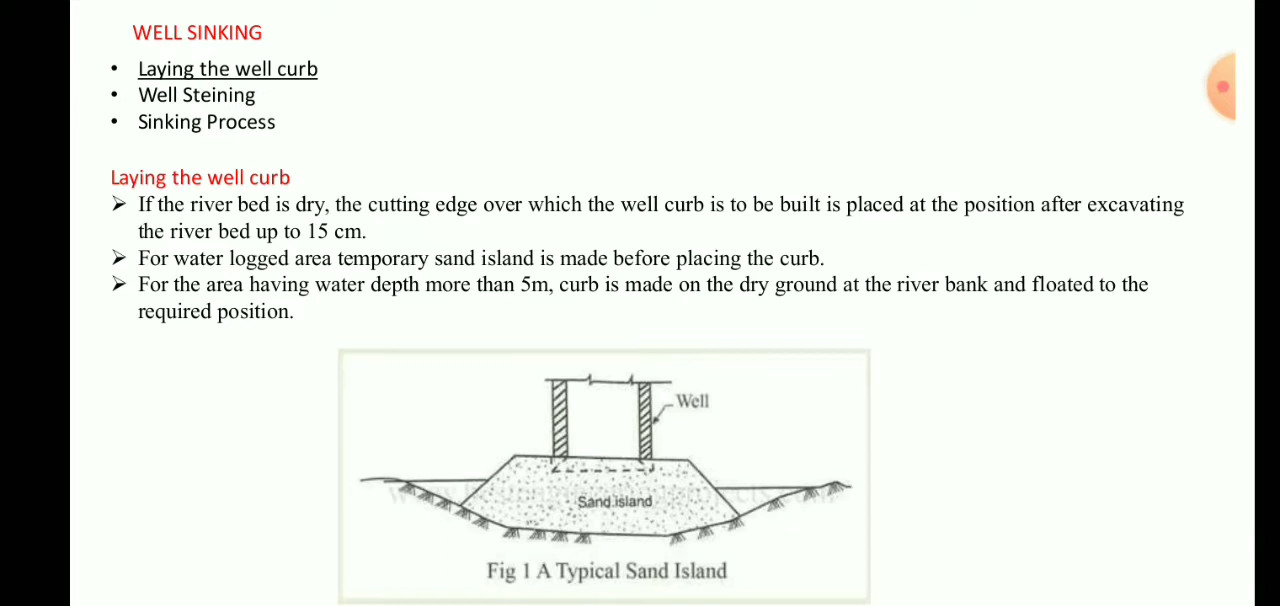 WELL SINKING
• Laying the well curb
• Well Steining
• Sinking Process
Laying the well curb
➤ If the river bed is dry, the cutting edge over which the well curb is to be built is placed at the position after excavating
the river bed up to 15 cm.
➤ For water logged area temporary sand island is made before placing the curb.
➤ For the area having water depth more than 5m, curb is made on the dry ground at the river bank and floated to the
required position.
Well
Sand island
Fig 1 A Typical Sand Island